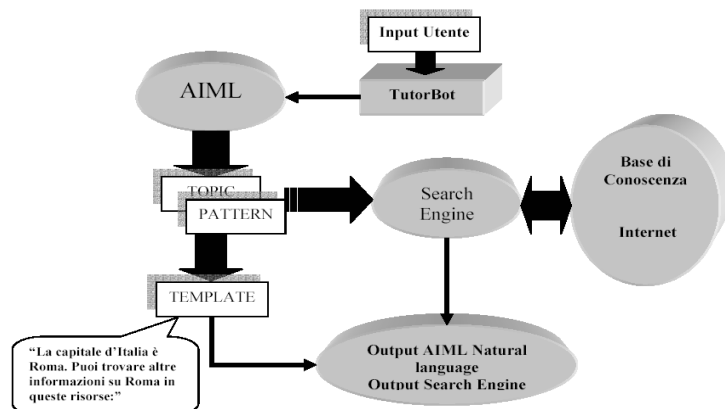 Input Utente
AIML
TutorBot
TOPIC
PATTERN
Search
Engine
Base di
Conoscenza
Internet
TEMPLATE
“La capitale d’Italia è
Roma. Puoi trovare altre
informazioni su Roma in
queste risorse:”
Output AIML Natural
language
Output Search Engine